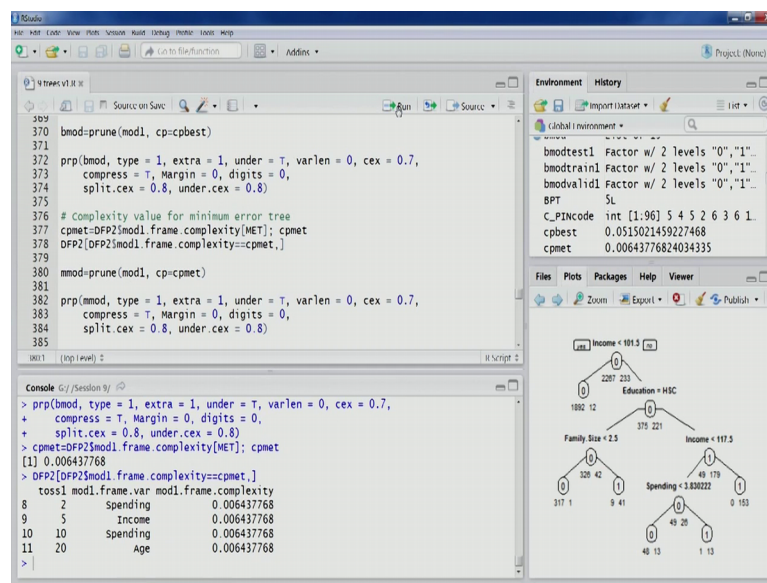 RStudio
File Edit Code View Plots Session Build Debug Profile Tools Help
Go to file/function Addins Project: (None)
9 trees v1.R
Source on Save Run Source
369
370 bmod=prune(mod1, cp=cpbest)
371
372 prp(bmod, type = 1, extra = 1, under = T, varlen = 0, cex = 0.7,
373 compress = T, Margin = 0, digits = 0,
374 split.cex = 0.8, under.cex = 0.8)
375
376 # Complexity value for minimum error tree
377 cpmet=DFP2$mod1.frame.complexity[MET]; cpmet
378 DFP2[DFP2$mod1.frame.complexity==cpmet,]
379
380 mmod=prune(mod1, cp=cpmet)
381
382 prp(mmod, type = 1, extra = 1, under = T, varlen = 0, cex = 0.7,
383 compress = T, Margin = 0, digits = 0,
384 split.cex = 0.8, under.cex = 0.8)
385
380:1 (Top Level) R Script
Console G:/ /Session 9/
> prp(bmod, type = 1, extra = 1, under = T, varlen = 0, cex = 0.7,
+ compress = T, Margin = 0, digits = 0,
+ split.cex = 0.8, under.cex = 0.8)
> cpmet=DFP2$mod1.frame.complexity[MET]; cpmet
[1] 0.006437768
> DFP2[DFP2$mod1.frame.complexity==cpmet,]
toss1 mod1.frame.var mod1.frame.complexity
8 2 Spending 0.006437768
9 5 Income 0.006437768
10 10 Spending 0.006437768
11 20 Age 0.006437768
>
Environment History
Import Dataset List
Global Environment
bmodtest1 Factor w/ 2 levels "0","1"…
bmodtrain1 Factor w/ 2 levels "0","1"…
bmodvalid1 Factor w/ 2 levels "0","1"…
BPT 5L
C_PINcode int [1:96] 5 4 5 2 6 3 6 1…
cpbest 0.0515021459227468
cpmet 0.00643776824034335
Files Plots Packages Help Viewer
Zoom Export Publish
yes Income < 101.5 no
0
2267 233
0 Education = HSC
1892 12 0
375 221
Family.Size < 2.5 Income < 117.5
0 1
326 42 49 179
0 1 Spending < 3.830222 1
317 1 9 41 0 0 153
49 26
0 1
48 13 1 13